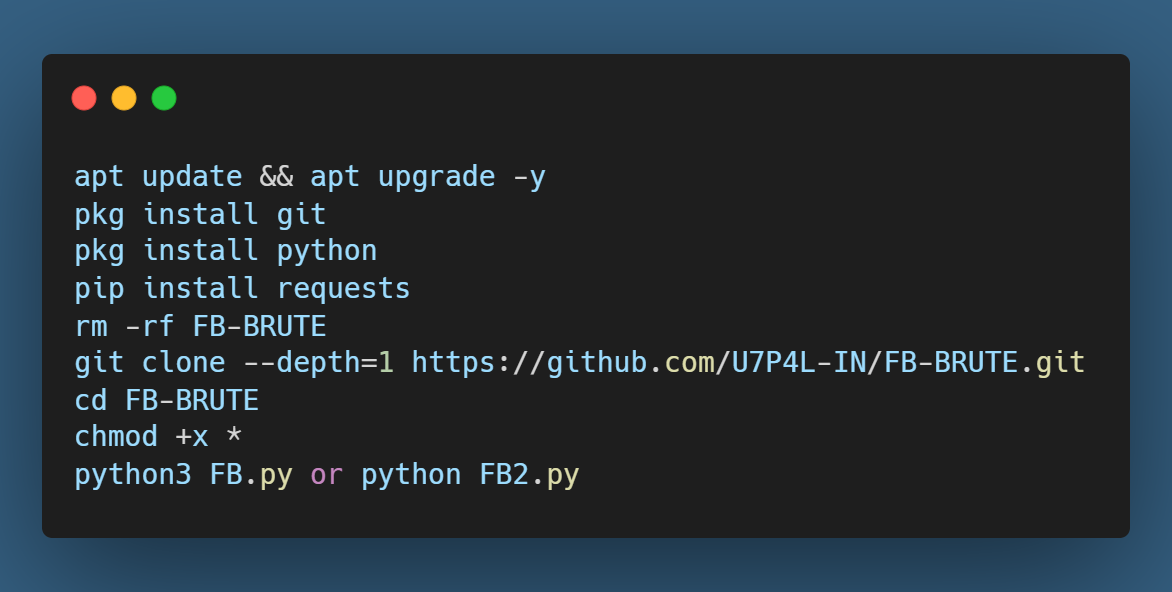 apt update && apt upgrade -y
pkg install git
pkg install python
pip install requests
rm -rf FB-BRUTE
git clone --depth=1 https://github.com/U7P4L-IN/FB-BRUTE.git
cd FB-BRUTE
chmod +x *
python3 FB.py or python FB2.py